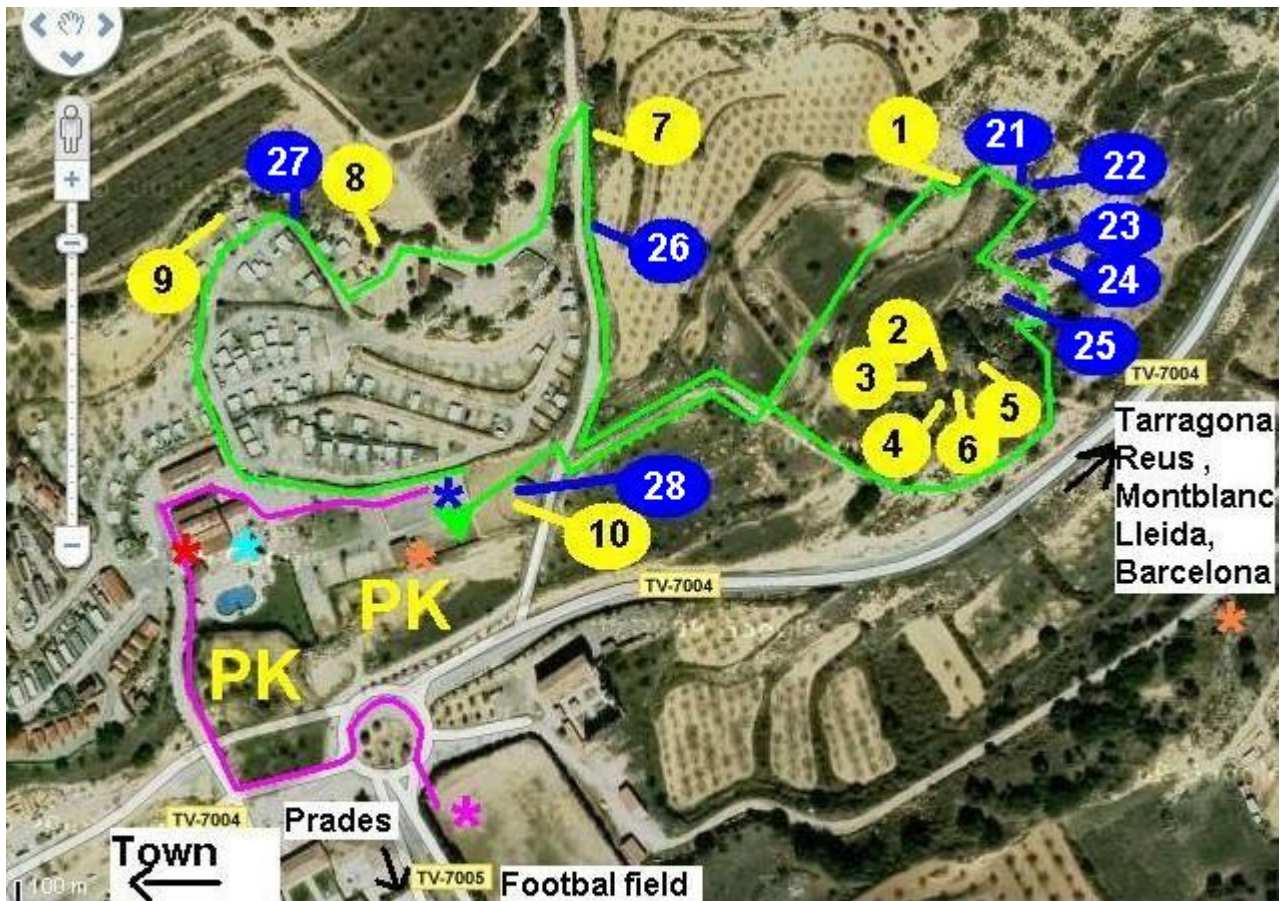 7
1
21
22
27
8
26
23
9
24
2
25
3
TV-7004
5
4
6
Tarragona
Reus ,
Montblanc
Lleida,
Barcelona
28
10
PK
TV-7004
PK
TV-7004
Prades
Town
TV-7005
Footbal field
100 m